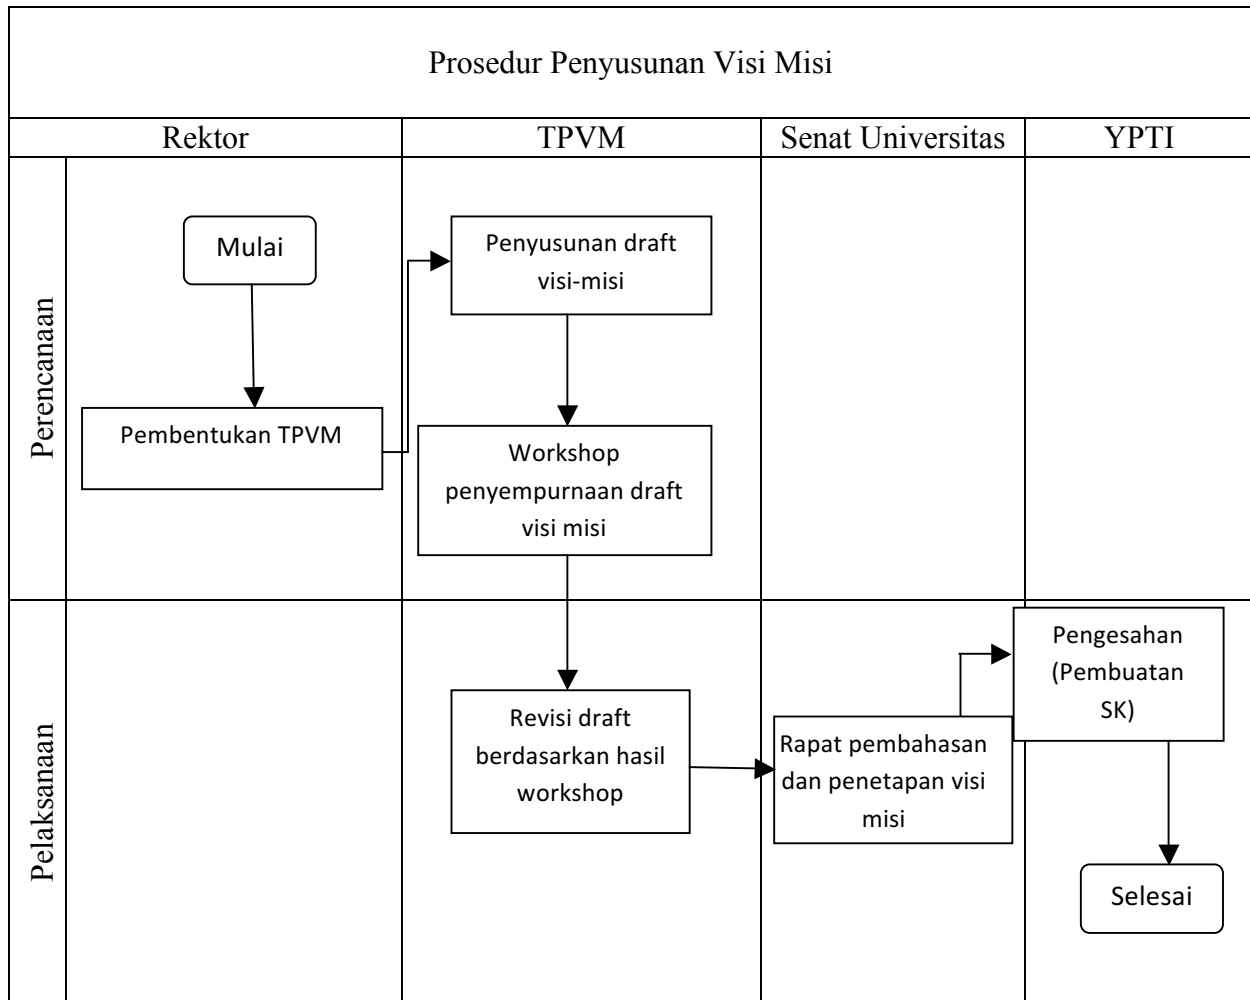 Prosedur Penyusunan Visi Misi
Rektor
TPVM
Senat Universitas
YPTI
Perencanaan
Mulai
Pembentukan TPVM
Penyusunan draft
visi-misi
Workshop
penyempurnaan draft
visi misi
Pelaksanaan
Revisi draft
berdasarkan hasil
workshop
Rapat pembahasan
dan penetapan visi
misi
Pengesahan
(Pembuatan
SK)
Selesai